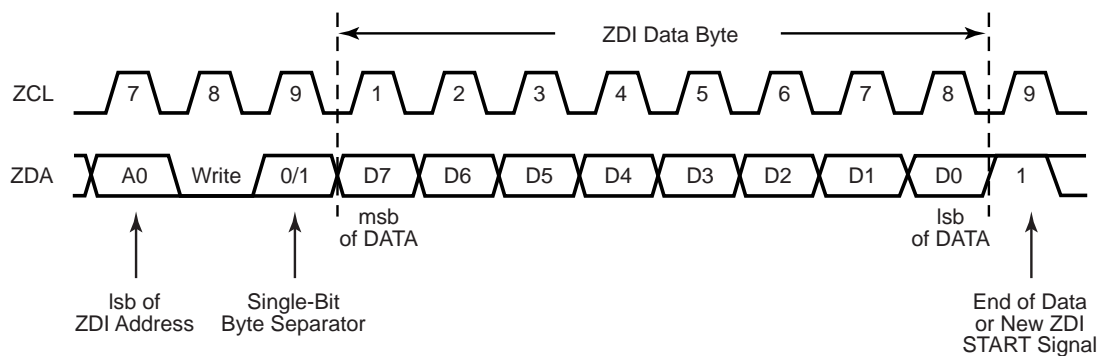 ZDI Data Byte
ZCL 7 8 9 1 2 3 4 5 6 7 8 9
ZDA A0 Write 0/1 D7 D6 D5 D4 D3 D2 D1 D0 1
msb
of DATA
lsb
of DATA
lsb of
ZDI Address
Single-Bit
Byte Separator
End of Data
or New ZDI
START Signal